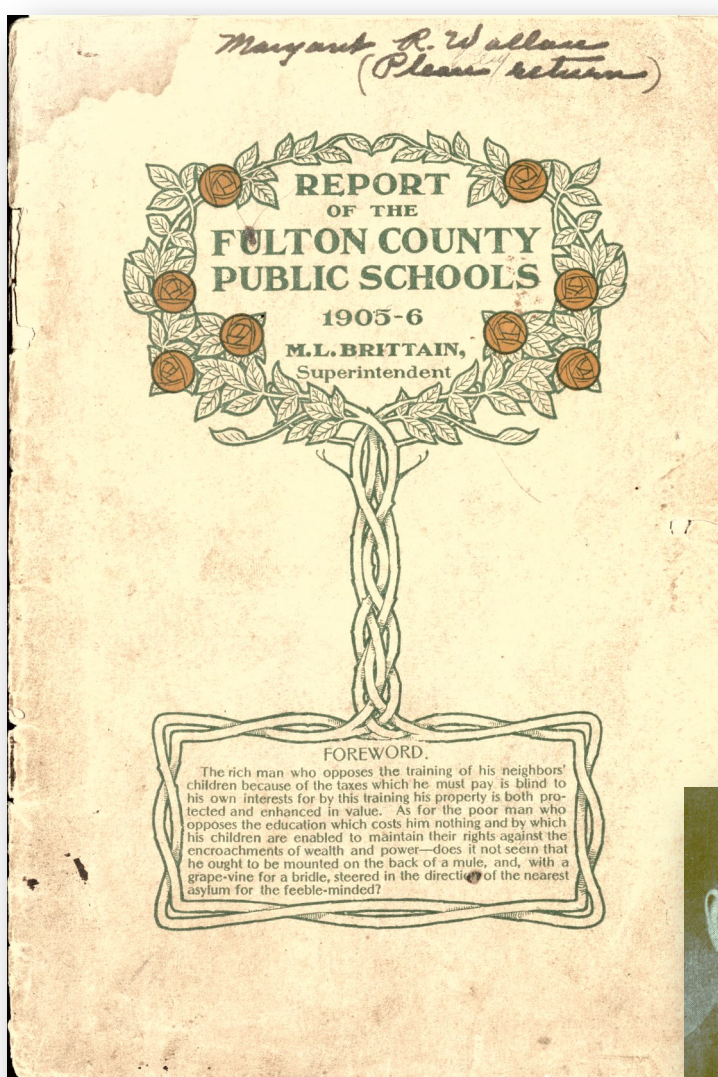 Margaret R. Wallace
(Please return)
REPORT
OF THE
FULTON COUNTY
PUBLIC SCHOOLS
1905-6
M.L. BRITTAIN,
Superintendent
FOREWORD.
The rich man who opposes the training of his neighbors'
children because of the taxes which he must pay is blind to
his own interests for by this training his property is both pro-
tected and enhanced in value. As for the poor man who
opposes the education which costs him nothing and by which
his children are enabled to maintain their rights against the
encroachments of wealth and power—does it not seem that
he ought to be mounted on the back of a mule, and, with a
grape-vine for a bridle, steered in the direction of the nearest
asylum for the feeble-minded?